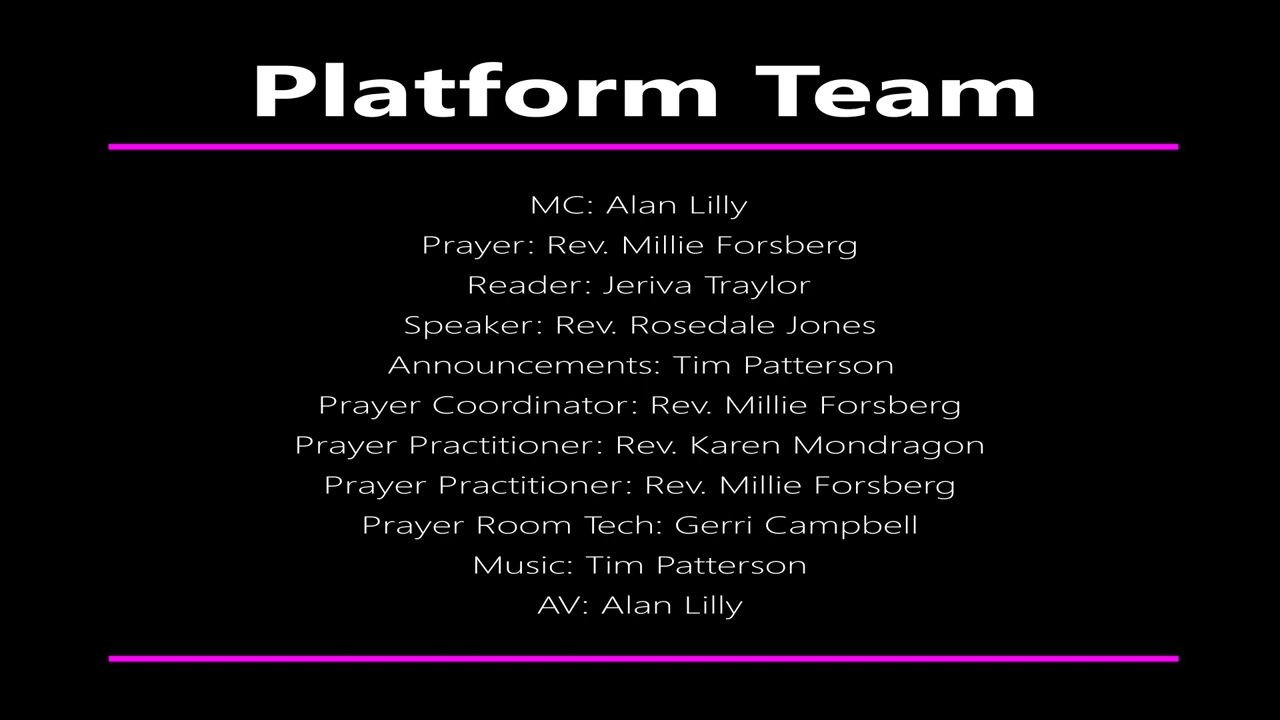 Platform Team
MC: Alan Lilly
Prayer: Rev. Millie Forsberg
Reader: Jeriva Traylor
Speaker: Rev. Rosedale Jones
Announcements: Tim Patterson
Prayer Coordinator: Rev. Millie Forsberg
Prayer Practitioner: Rev. Karen Mondragon
Prayer Practitioner: Rev. Millie Forsberg
Prayer Room Tech: Gerri Campbell
Music: Tim Patterson
AV: Alan Lilly